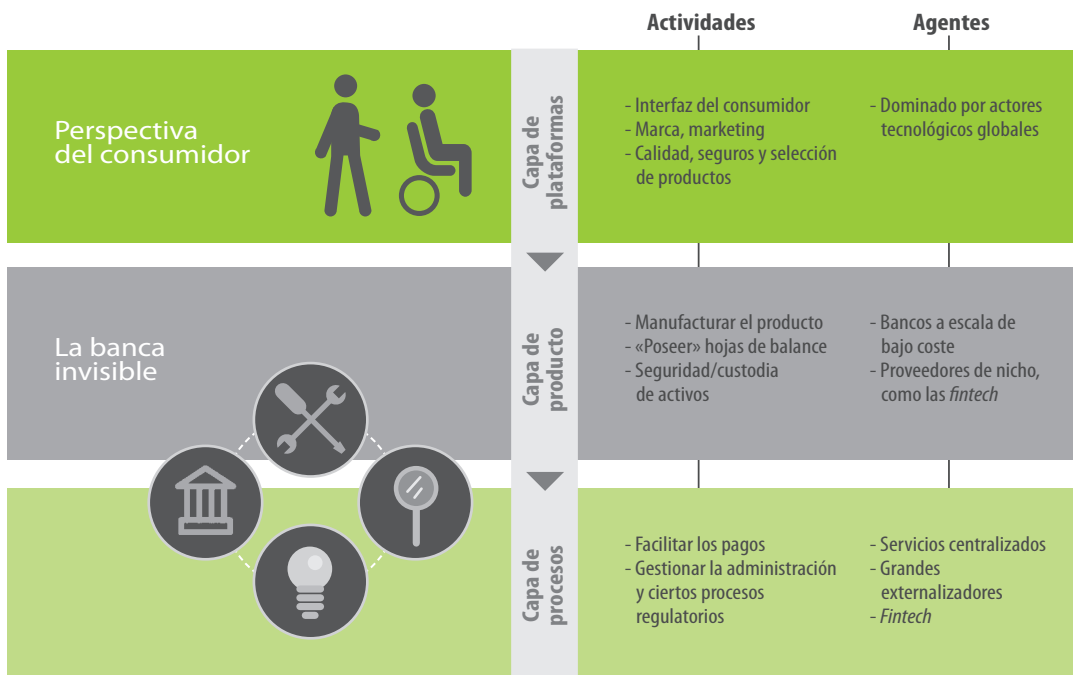 Actividades
Agentes
Perspectiva
del consumidor
Capa de
plataformas
- Interfaz del consumidor
- Marca, marketing
- Calidad, seguros y selección
de productos
- Dominado por actores
tecnológicos globales
La banca
invisible
Capa de
producto
- Manufacturar el producto
- «Poseer» hojas de balance
- Seguridad/custodia
de activos
- Bancos a escala de
bajo coste
- Proveedores de nicho,
como las fintech
Capa de
procesos
- Facilitar los pagos
- Gestionar la administración
y ciertos procesos
regulatorios
- Servicios centralizados
- Grandes
externalizadores
- Fintech